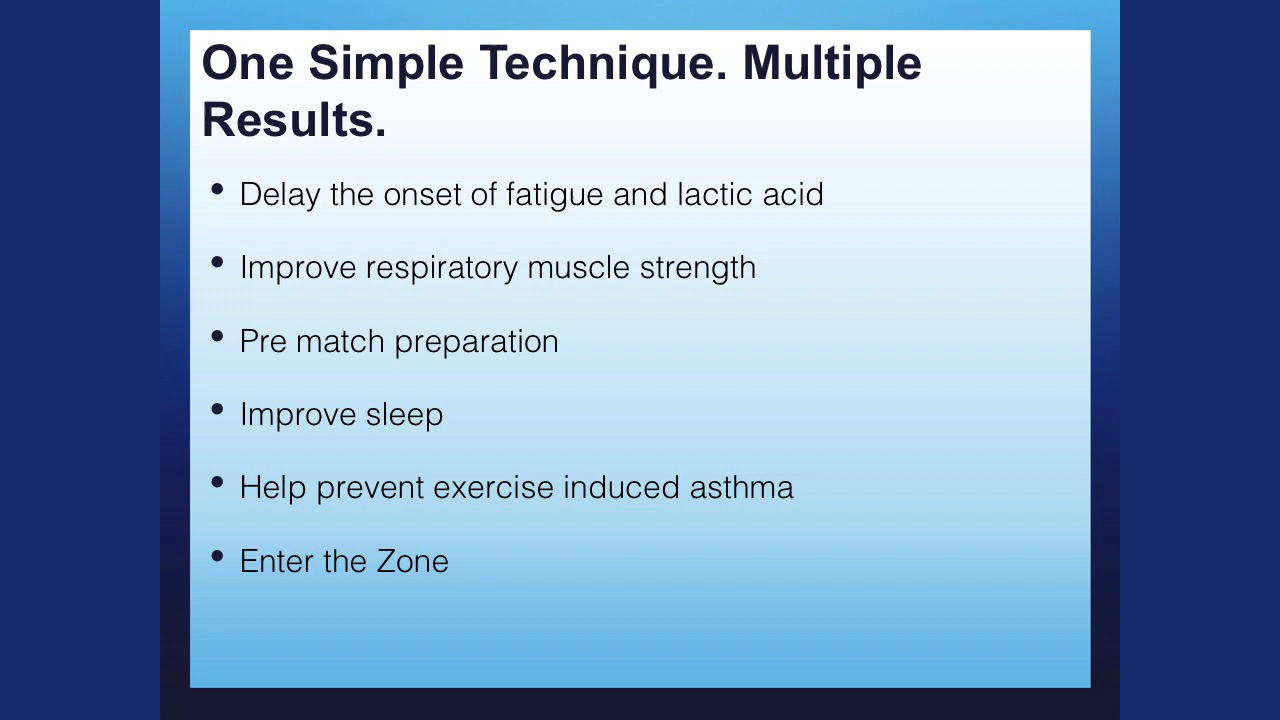 One Simple Technique. Multiple
Results.
• Delay the onset of fatigue and lactic acid
• Improve respiratory muscle strength
• Pre match preparation
• Improve sleep
• Help prevent exercise induced asthma
• Enter the Zone